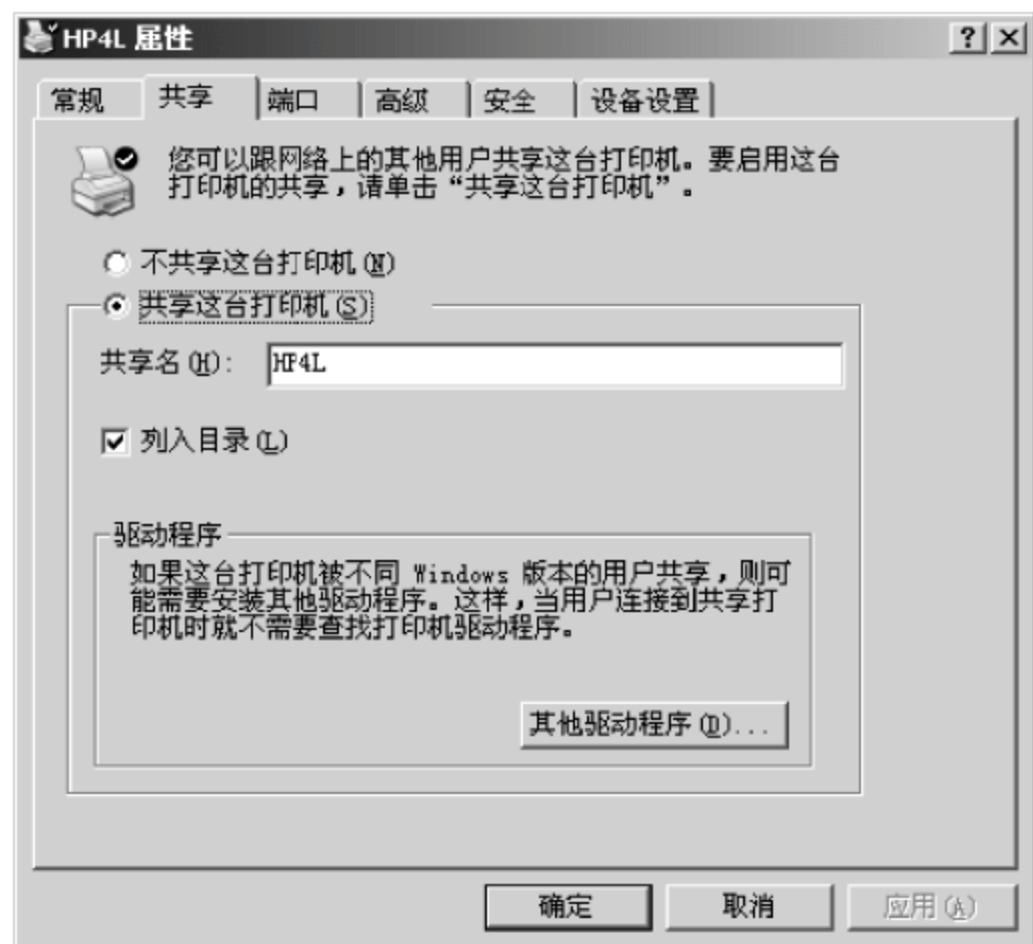 HP4L 属性
常规 共享 端口 高级 安全 设备设置
您可以跟网络上的其他用户共享这台打印机。要启用这台
打印机的共享，请单击“共享这台打印机”。
不共享这台打印机(N)
共享这台打印机(S)
共享名(H)：
HP4L
列入目录(L)
驱动程序
如果这台打印机被不同 Windows 版本的用户共享，则可
能需要安装其他驱动程序。这样，当用户连接到共享打
印机时就不需要查找打印机驱动程序。
其他驱动程序(D)...
确定 取消 应用(A)